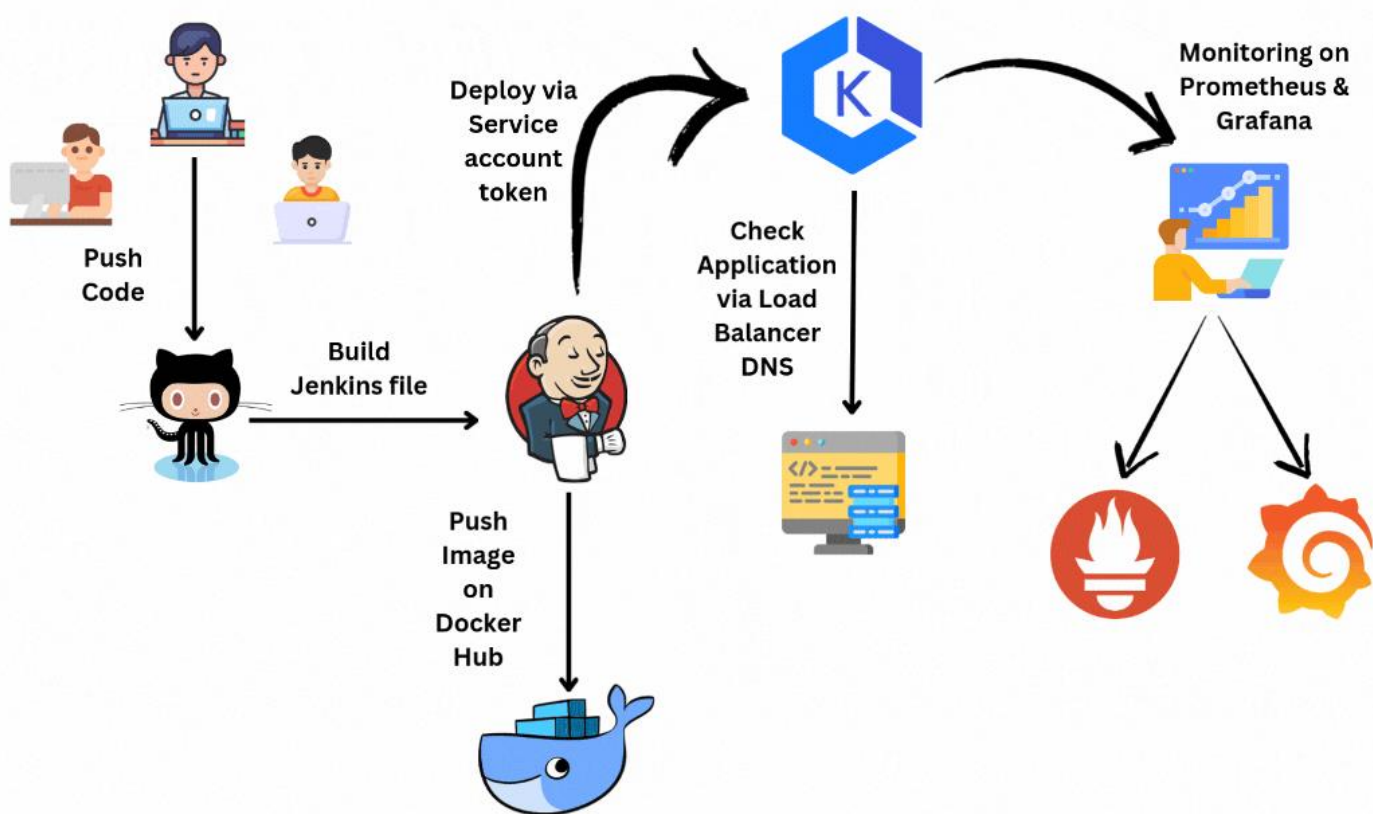 Push
Code
Build
Jenkins file
Deploy via
Service
account
token
Push
Image
on
Docker
Hub
K
Check
Application
via Load
Balancer
DNS
</>
Monitoring on
Prometheus &
Grafana